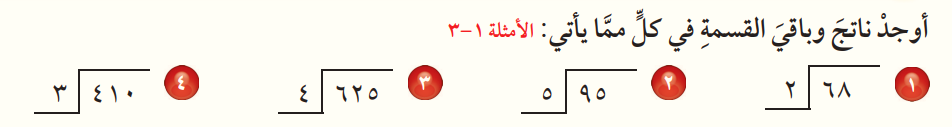 أوجدْ ناتجَ وباقيَ القسمةِ في كلٍّ ممَّا يأتي: الأمثلة ١-٣
١ ٦٨ ٢ ٢ ٩٥ ٥ ٣ ٦٢٥ ٤ ٤ ٤١٠ ٣